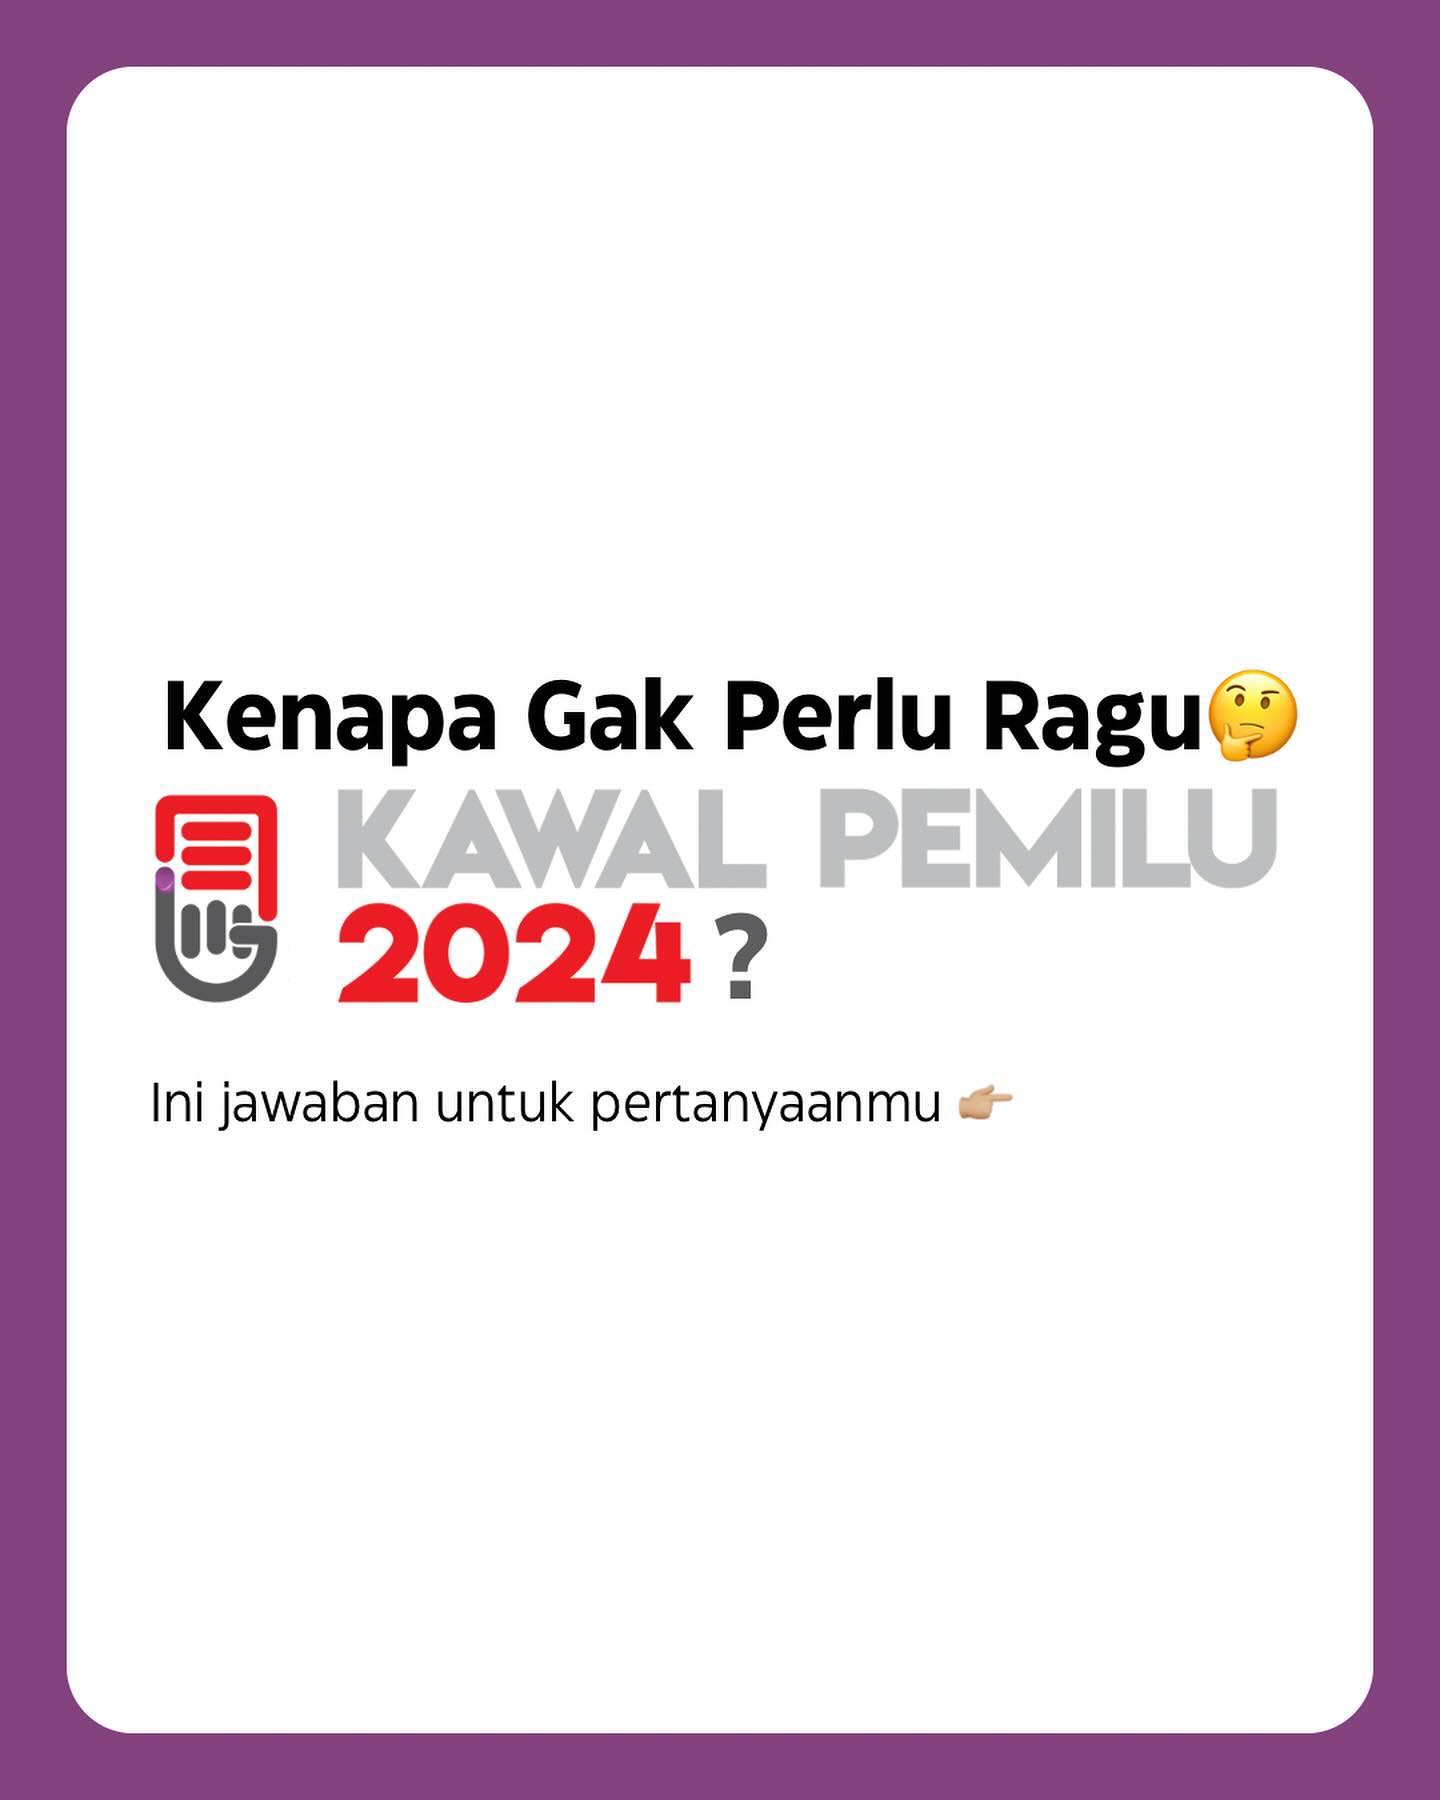 Kenapa Gak Perlu Ragu🤔
KAWAL PEMILU
2024?
Ini jawaban untuk pertanyaanmu 👉🏼